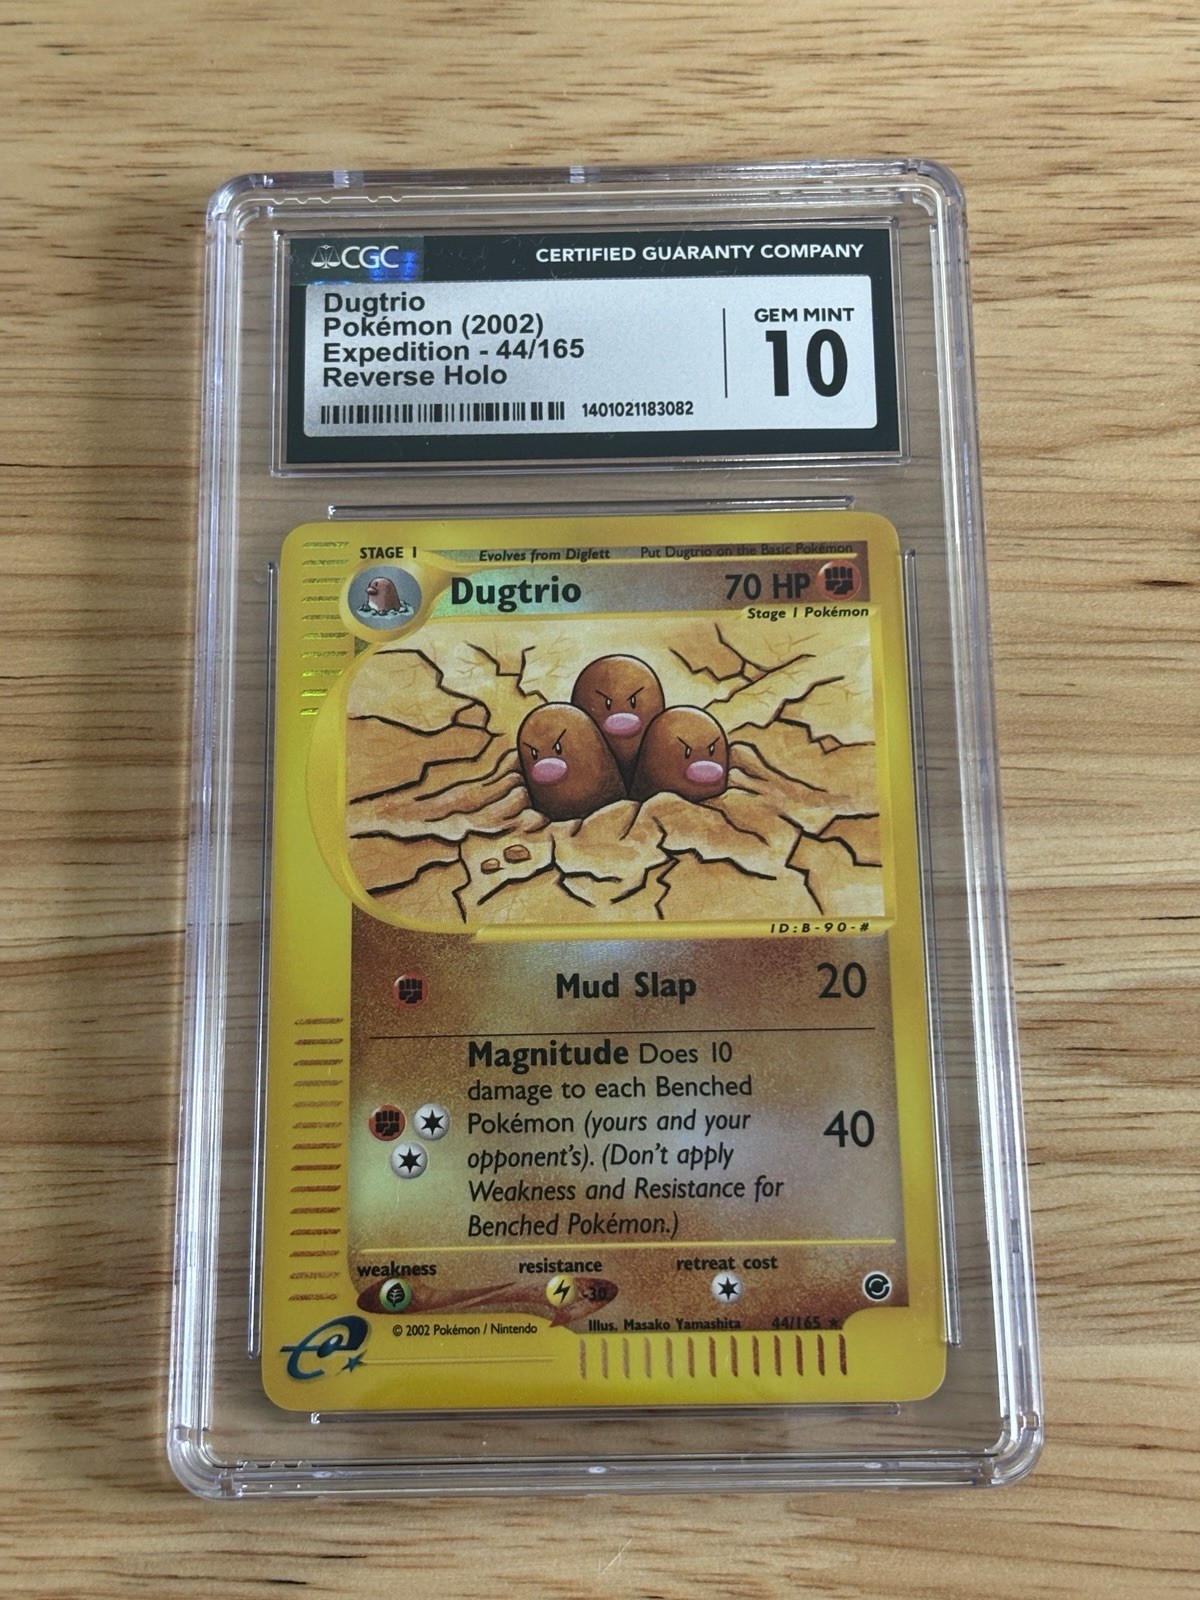 CGC
CERTIFIED GUARANTY COMPANY
Dugtrio
Pokémon (2002)
Expedition - 44/165
Reverse Holo
1401021183082
GEM MINT
10
STAGE 1
Evolves from Diglett
Put Dugtrio on the Basic Pokémon
Dugtrio
70 HP
Stage 1 Pokémon
ID:B-90-#
Mud Slap
20
Magnitude Does 10
damage to each Benched
Pokémon (yours and your
opponent's). (Don't apply
Weakness and Resistance for
Benched Pokémon.)
40
weakness
resistance
retreat cost
-30
© 2002 Pokémon / Nintendo
Illus. Masako Yamashita
44/165 ★
e